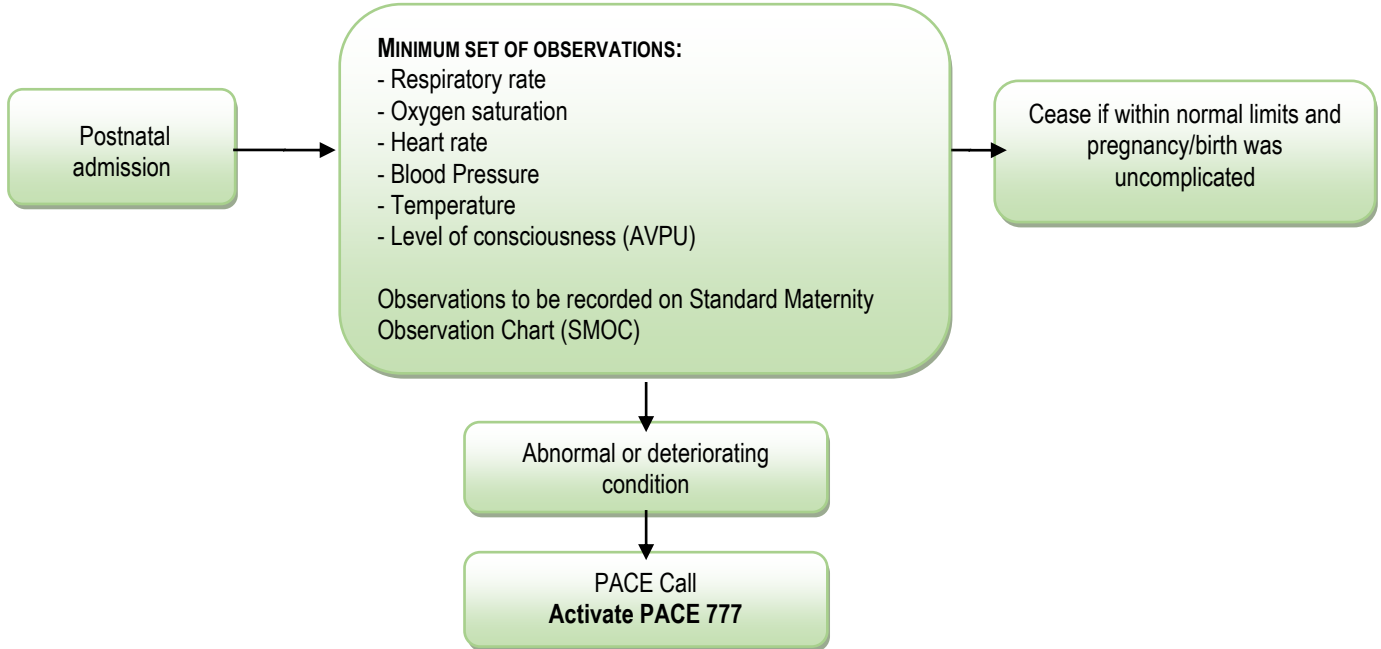 Postnatal
admission
MINIMUM SET OF OBSERVATIONS:
- Respiratory rate
- Oxygen saturation
- Heart rate
- Blood Pressure
- Temperature
- Level of consciousness (AVPU)
Observations to be recorded on Standard Maternity
Observation Chart (SMOC)
Cease if within normal limits and
pregnancy/birth was
uncomplicated
Abnormal or deteriorating
condition
PACE Call
Activate PACE 777